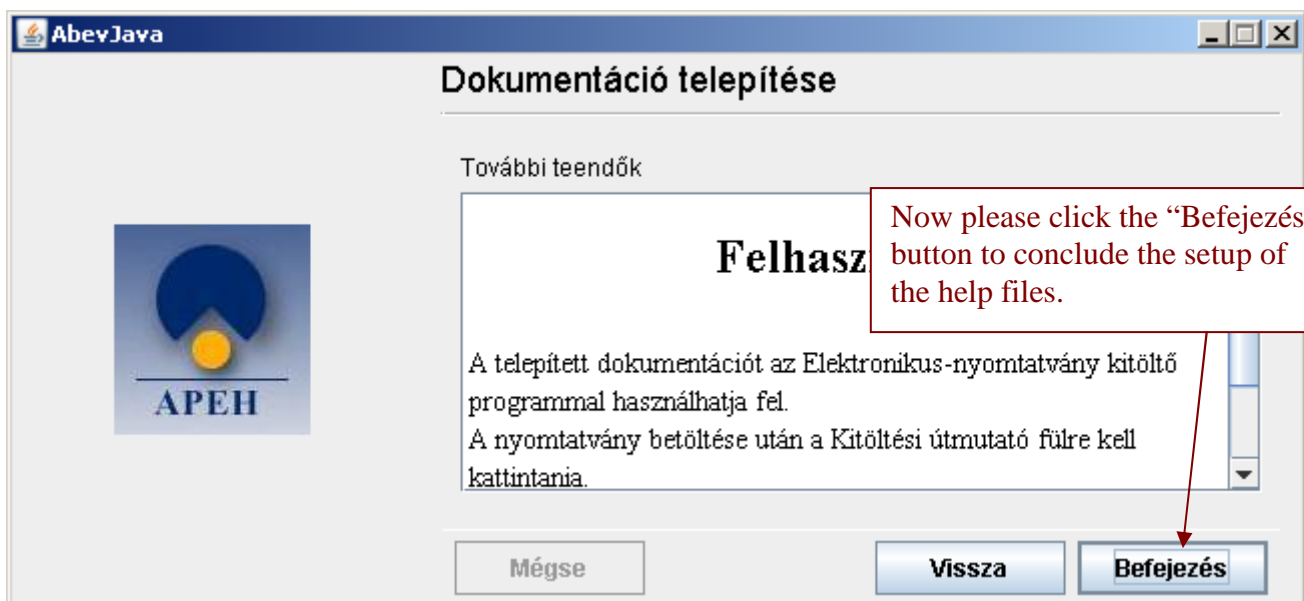 AbevJava
Dokumentáció telepítése
További teendők
Now please click the “Befejezés
button to conclude the setup of
the help files.
Felhasz
A telepített dokumentációt az Elektronikus-nyomtatvány kitöltő
programmal használhatja fel.
A nyomtatvány betöltése után a Kitöltési útmutató fülre kell
kattintania.
APEH
Mégse
Vissza
Befejezés